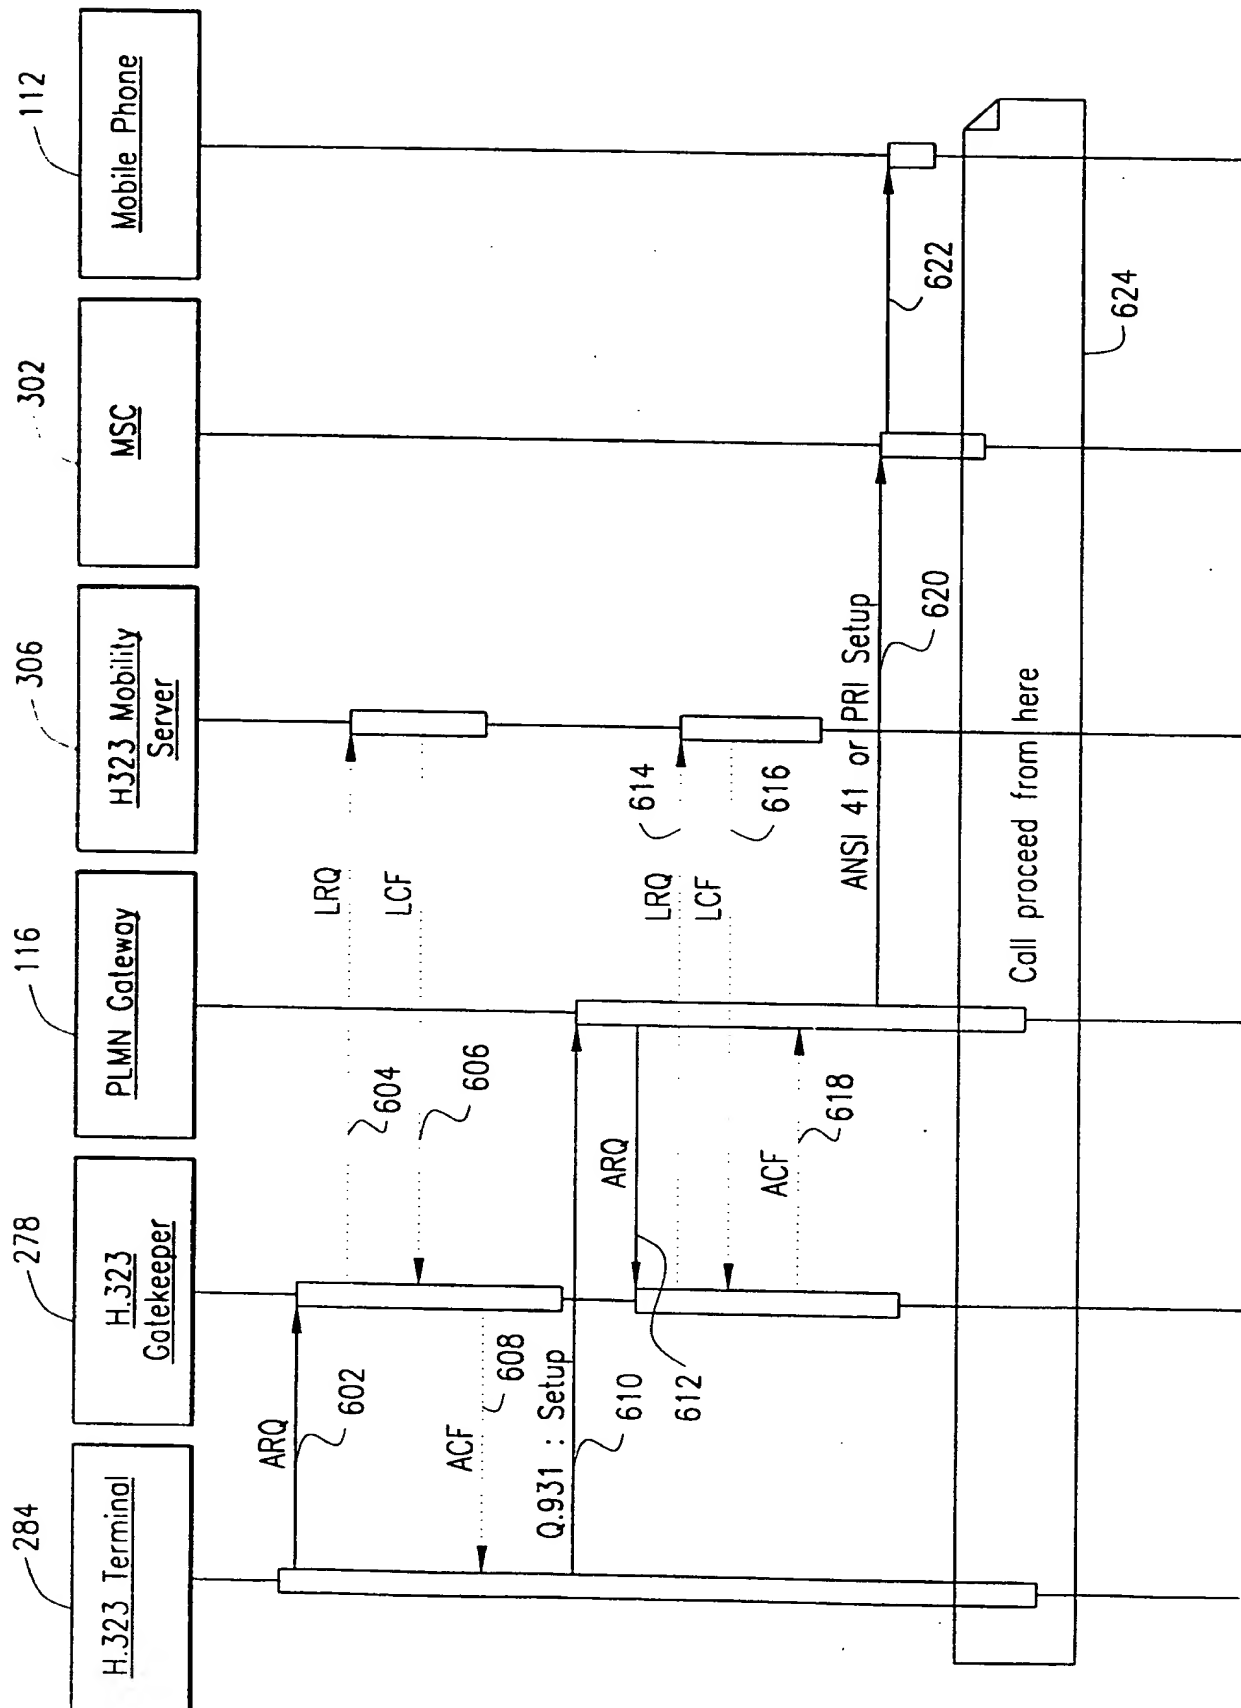 284
H.323 Terminal
278
H.323
Gatekeeper
116
PLMN Gateway
306
H323 Mobility
Server
302
MSC
112
Mobile Phone
ARQ
602
LRQ
604
LCF
606
ACF
608
Q.931 : Setup
610
ARQ
612
LRQ
614
LCF
616
ACF
618
ANSI 41 or PRI Setup
620
622
Call proceed from here
624